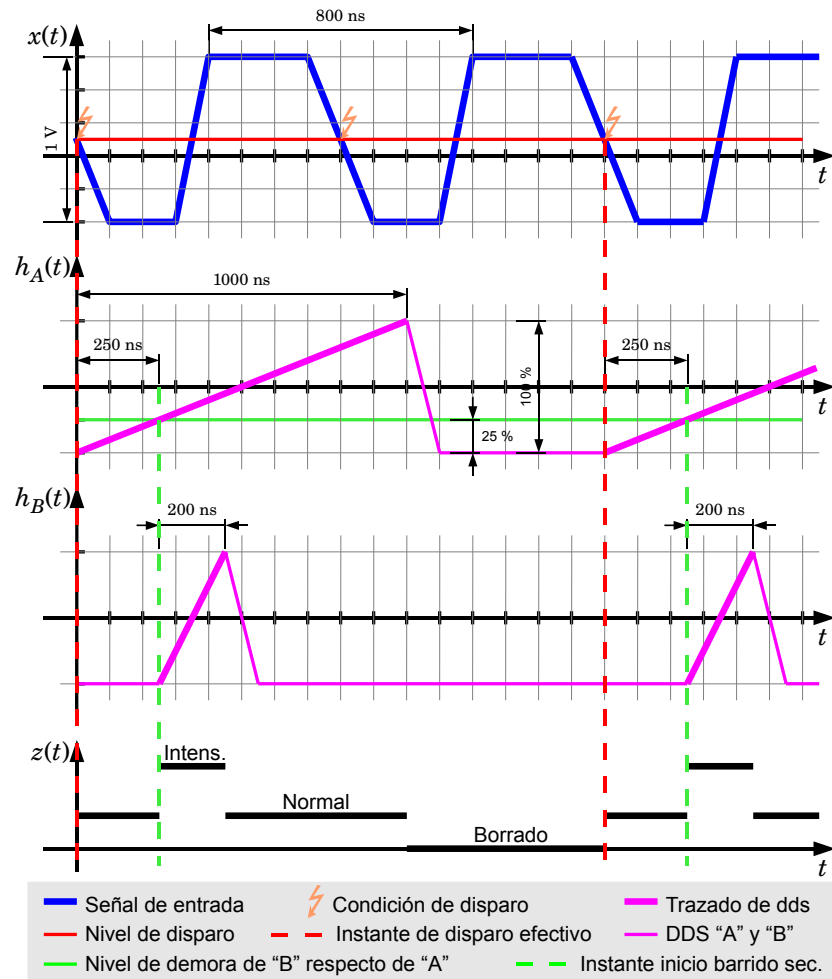 x(t)
800 ns
1 V
t
h_A(t)
1000 ns
250 ns
250 ns
100 %
25 %
t
h_B(t)
200 ns
200 ns
t
z(t)
Intens.
Normal
Borrado
t
Señal de entrada
Condición de disparo
Trazado de dds
Nivel de disparo
Instante de disparo efectivo
DDS “A” y “B”
Nivel de demora de “B” respecto de “A”
Instante inicio barrido sec.